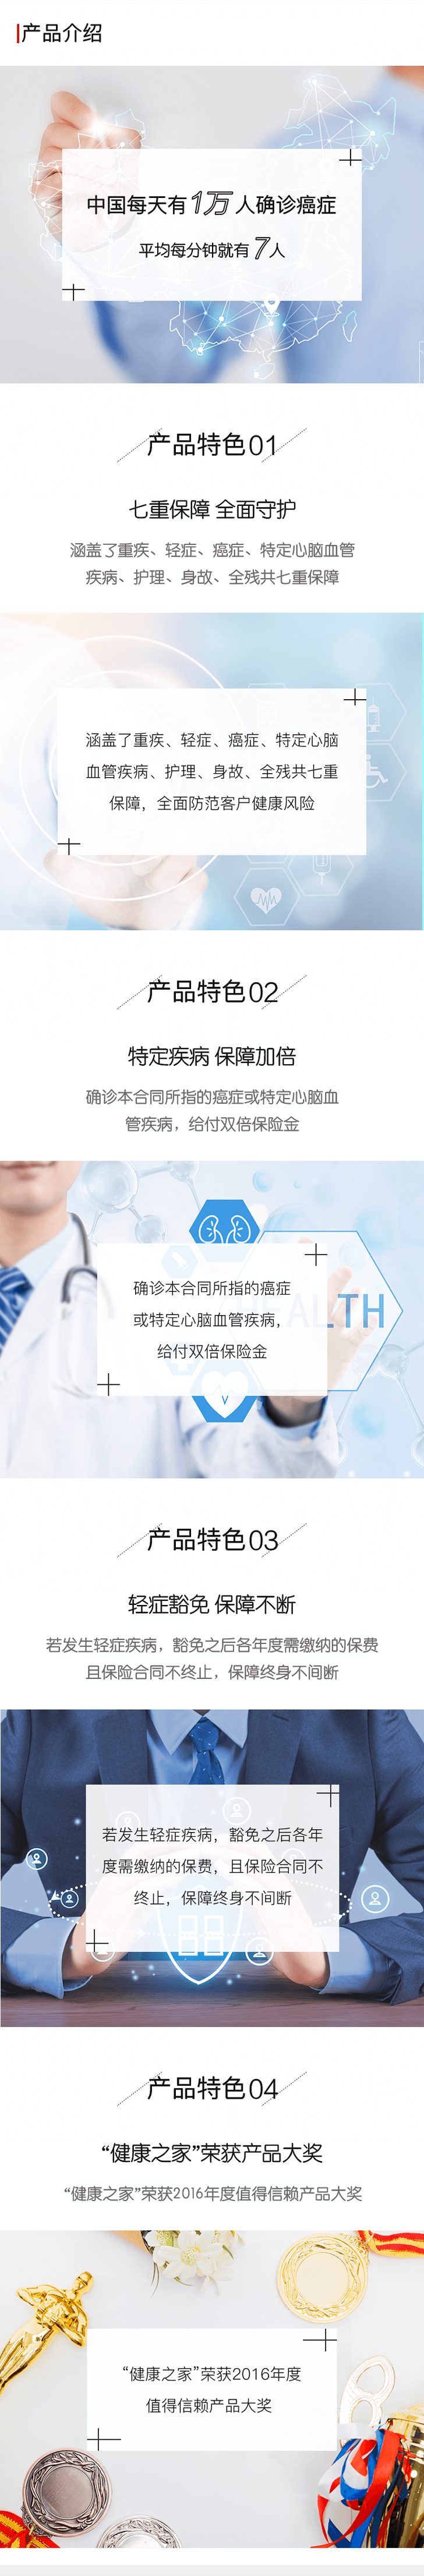 产品介绍
中国每天有1万人确诊癌症
平均每分钟就有7人
产品特色01
七重保障 全面守护
涵盖了重疾、轻症、癌症、特定心脑血管
疾病、护理、身故、全残共七重保障
涵盖了重疾、轻症、癌症、特定心脑
血管疾病、护理、身故、全残共七重
保障，全面防范客户健康风险
产品特色02
特定疾病 保障加倍
确诊本合同所指的癌症或特定心脑血
管疾病，给付双倍保险金
确诊本合同所指的癌症
或特定心脑血管疾病，
给付双倍保险金
HEALTH
产品特色03
轻症豁免 保障不断
若发生轻症疾病，豁免之后各年度需缴纳的保费
且保险合同不终止，保障终身不间断
若发生轻症疾病，豁免之后各年
度需缴纳的保费，且保险合同不
终止，保障终身不间断
产品特色04
“健康之家”荣获产品大奖
“健康之家”荣获2016年度值得信赖产品大奖
“健康之家”荣获2016年度
值得信赖产品大奖